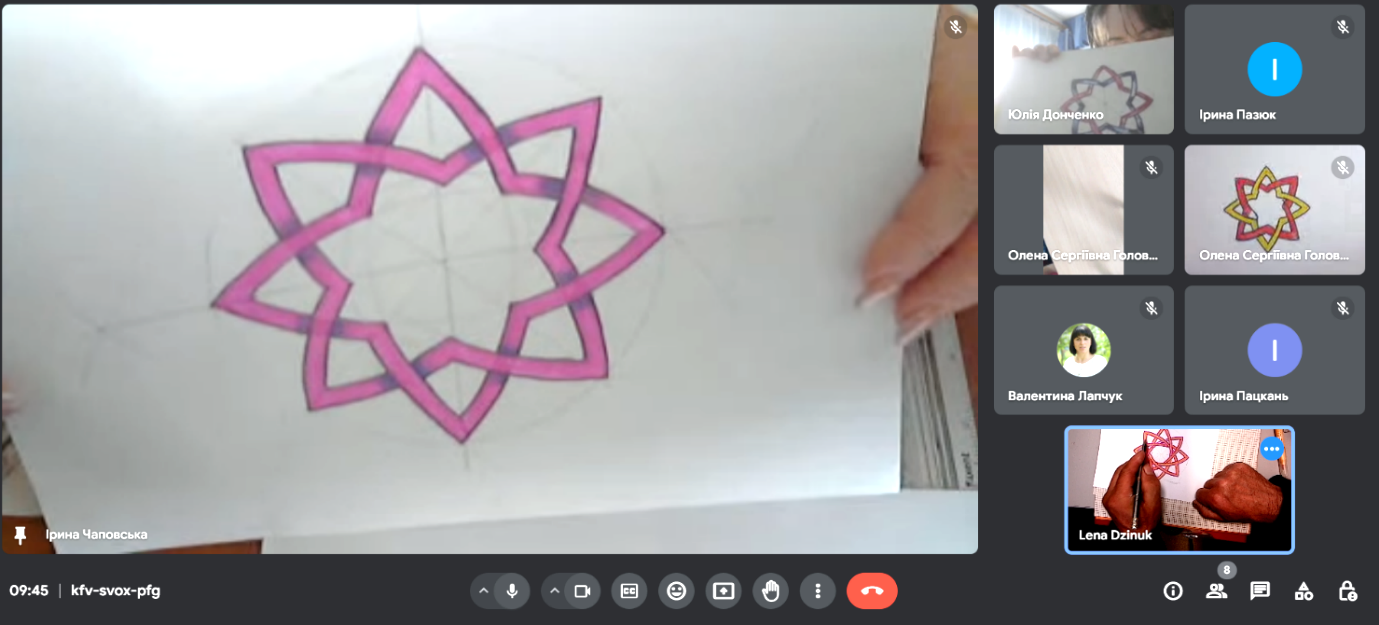 Юлія Донченко
І
Ірина Пазюк
Олена Сергіївна Голов...
Олена Сергіївна Голов...
Валентина Лапчук
І
Ірина Пацкань
Ірина Чаповська
Lena Dzinuk
09:45 | kfv-svox-pfg
CC
8